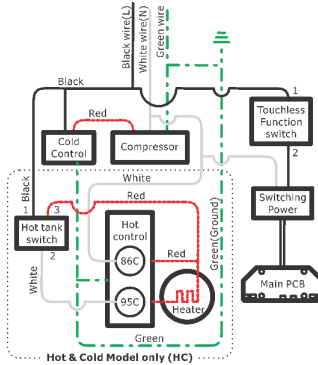 Black wire(L)
White wire(N)
Green wire
Black
1
Touchless
Function
switch
2
Red
Cold
Control
Compressor
White
Black
Red
1
3
Hot tank
switch
2
White
Hot
control
86C
95C
Red
Heater
Green(Ground)
Switching
Power
Main PCB
Green
Hot & Cold Model only (HC)